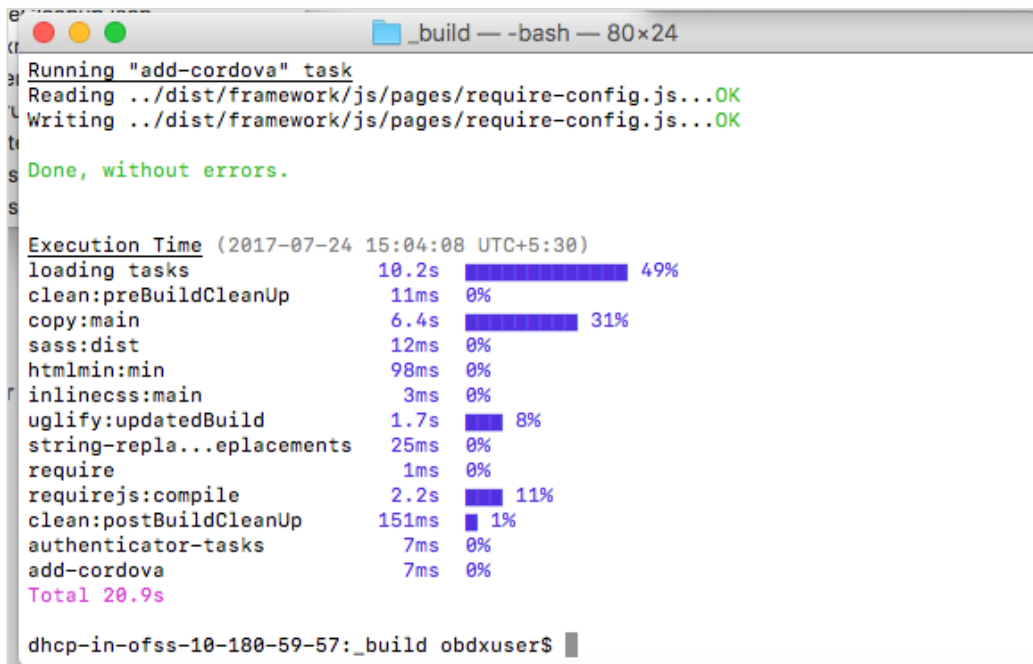 _build — -bash — 80×24
Running "add-cordova" task
Reading ../dist/framework/js/pages/require-config.js...OK
Writing ../dist/framework/js/pages/require-config.js...OK
Done, without errors.
Execution Time (2017-07-24 15:04:08 UTC+5:30)
loading tasks 10.2s 49%
clean:preBuildCleanUp 11ms 0%
copy:main 6.4s 31%
sass:dist 12ms 0%
htmlmin:min 98ms 0%
inlinecss:main 3ms 0%
uglify:updatedBuild 1.7s 8%
string-repla...eplacements 25ms 0%
require 1ms 0%
requirejs:compile 2.2s 11%
clean:postBuildCleanUp 151ms 1%
authenticator-tasks 7ms 0%
add-cordova 7ms 0%
Total 20.9s
dhcp-in-ofss-10-180-59-57:_build obdxuser$